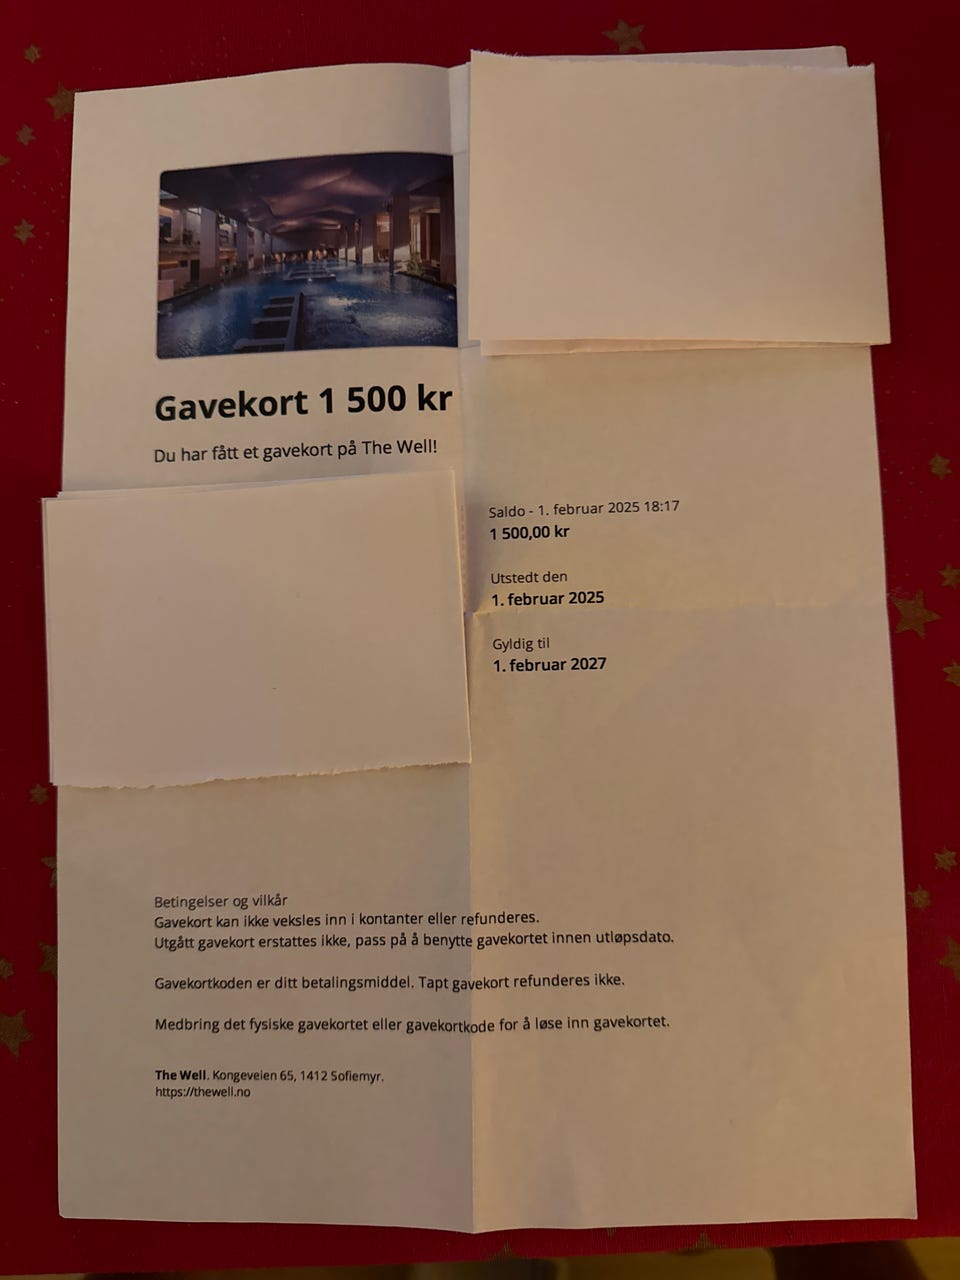 Gavekort 1 500 kr
Du har fått et gavekort på The Well!
Saldo - 1. februar 2025 18:17
1 500,00 kr
Utstedt den
1. februar 2025
Gyldig til
1. februar 2027
Betingelser og vilkår
Gavekort kan ikke veksles inn i kontanter eller refunderes.
Utgått gavekort erstattes ikke, pass på å benytte gavekortet innen utløpsdato.
Gavekortkoden er ditt betalingsmiddel. Tapt gavekort refunderes ikke.
Medbring det fysiske gavekortet eller gavekortkode for å løse inn gavekortet.
The Well. Kongeveien 65, 1412 Sofiemyr.
https://thewell.no